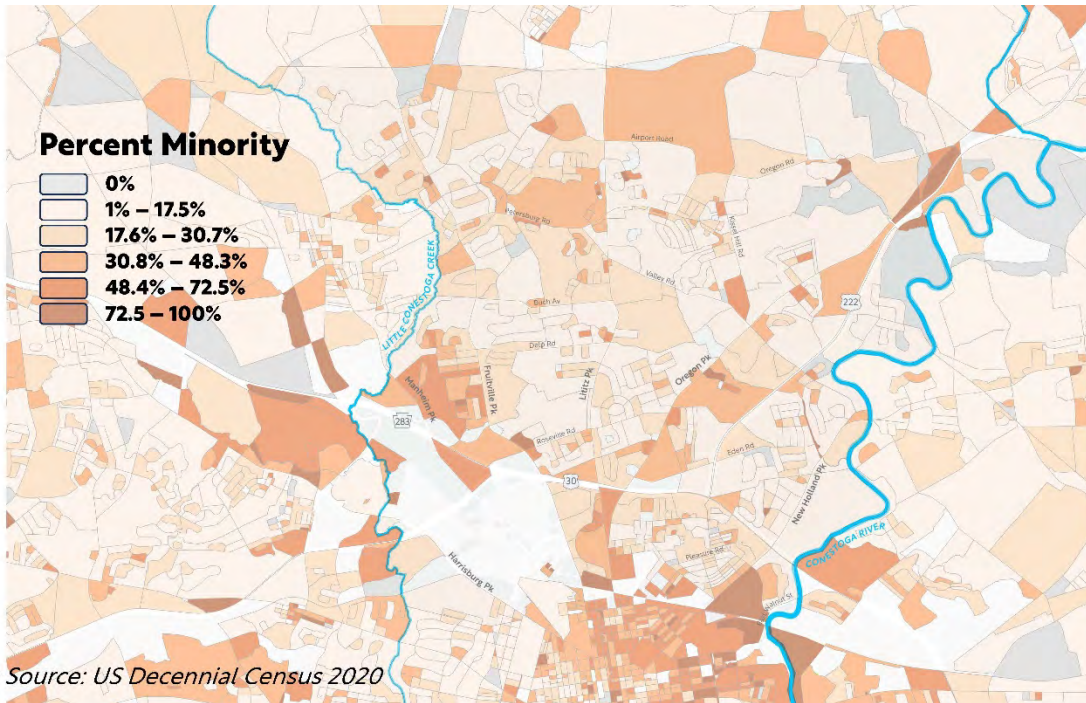 Percent Minority
0%
1% – 17.5%
17.6% – 30.7%
30.8% – 48.3%
48.4% – 72.5%
72.5 – 100%
Airport Road
Oregon Rd
Petersburg Rd
Kissel Hill Rd
Valley Rd
222
LITTLE CONESTOGA CREEK
Bach Av
Delp Rd
Fruitville Pk
Lititz Pk
Oregon Pk
Manheim Pk
283
Roseville Rd
Eden Rd
30
New Holland Pk
CONESTOGA RIVER
Pleasure Rd
Harrisburg Pk
Walnut St
Source: US Decennial Census 2020